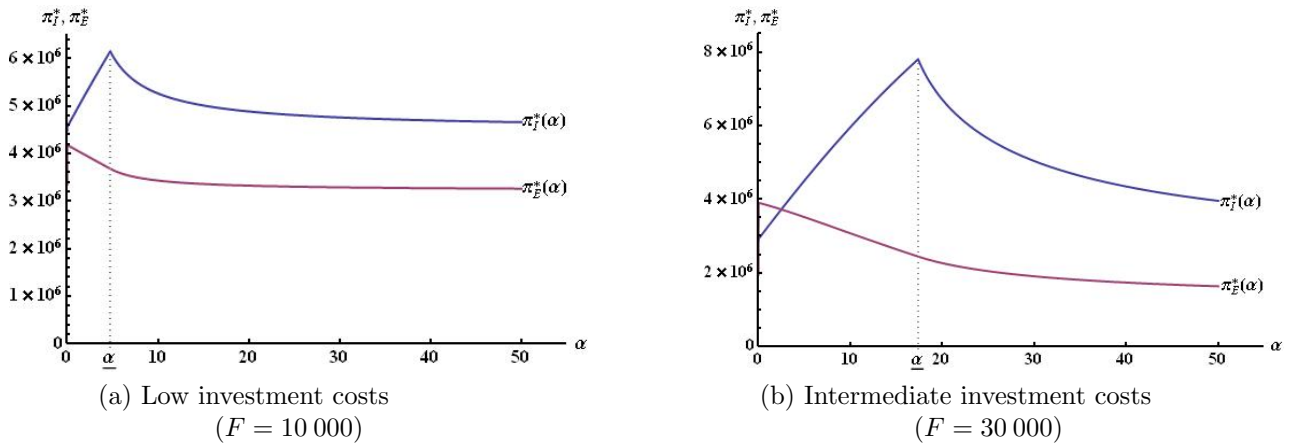 π*_I, π*_E
6 × 10^6
5 × 10^6
4 × 10^6
3 × 10^6
2 × 10^6
1 × 10^6
0
0 α 10 20 30 40 50 α
π*_I(α)
π*_E(α)
(a) Low investment costs
(F = 10 000)
π*_I, π*_E
8 × 10^6
6 × 10^6
4 × 10^6
2 × 10^6
0
0 10 α 20 30 40 50 α
π*_I(α)
π*_E(α)
(b) Intermediate investment costs
(F = 30 000)